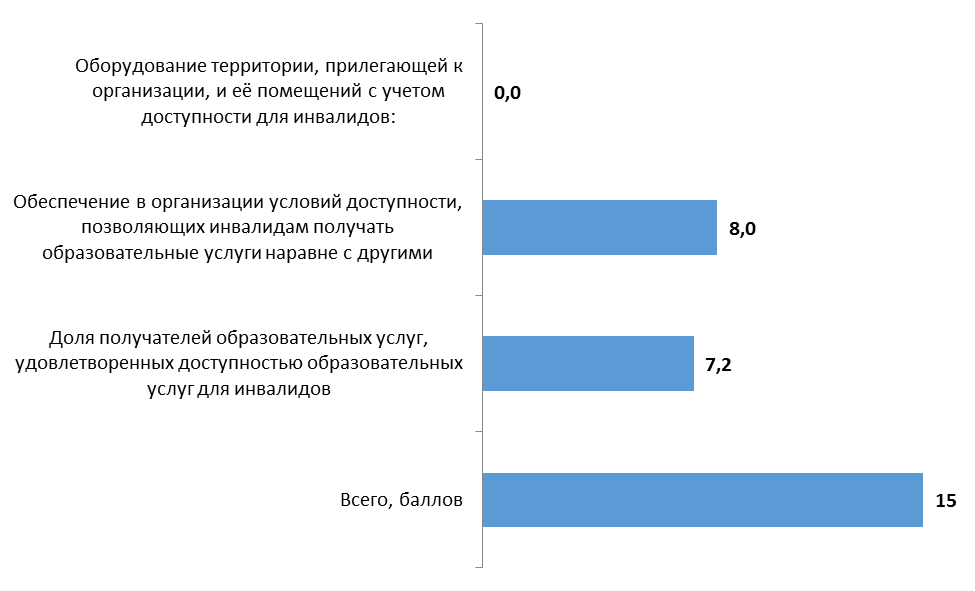 Оборудование территории, прилегающей к
организации, и её помещений с учетом
доступности для инвалидов:
0,0
Обеспечение в организации условий доступности,
позволяющих инвалидам получать
образовательные услуги наравне с другими
8,0
Доля получателей образовательных услуг,
удовлетворенных доступностью образовательных
услуг для инвалидов
7,2
Всего, баллов
15